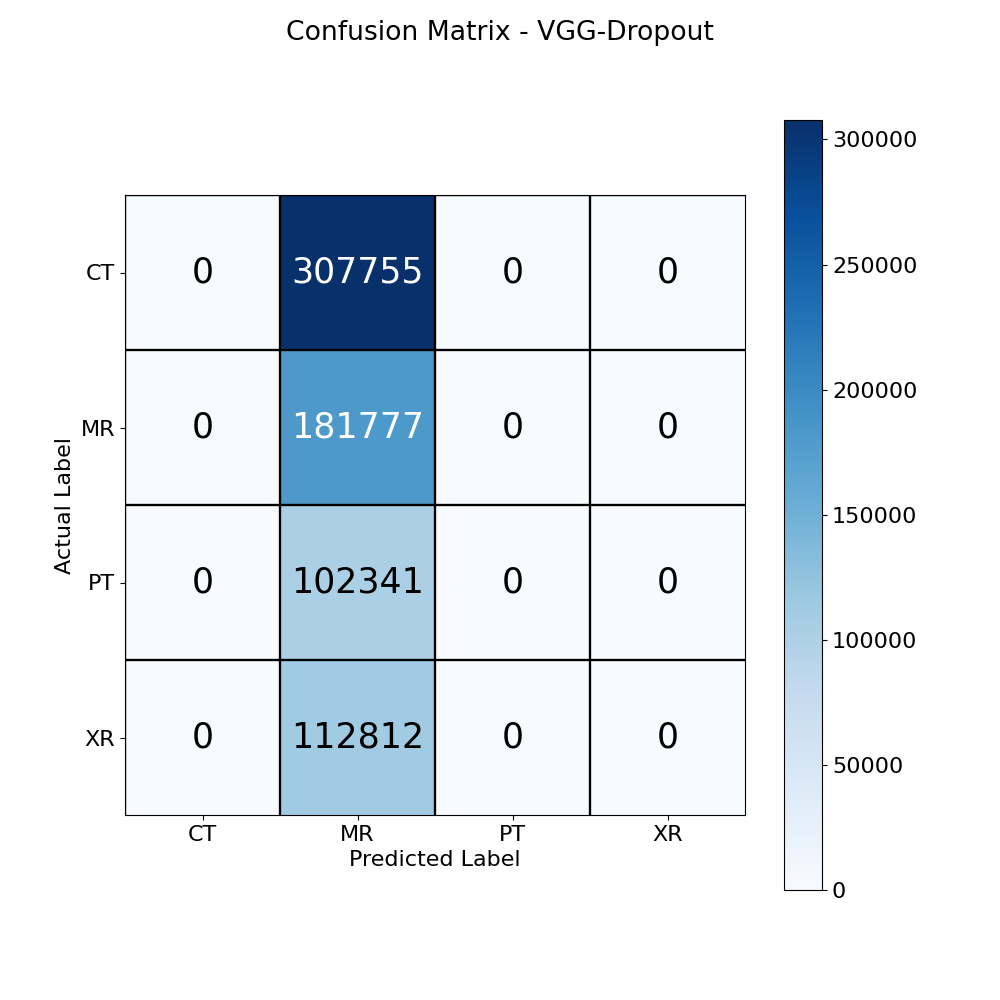 Confusion Matrix - VGG-Dropout
CT 0 307755 0 0
MR 0 181777 0 0
PT 0 102341 0 0
XR 0 112812 0 0
CT MR PT XR
Predicted Label
Actual Label
300000
250000
200000
150000
100000
50000
0